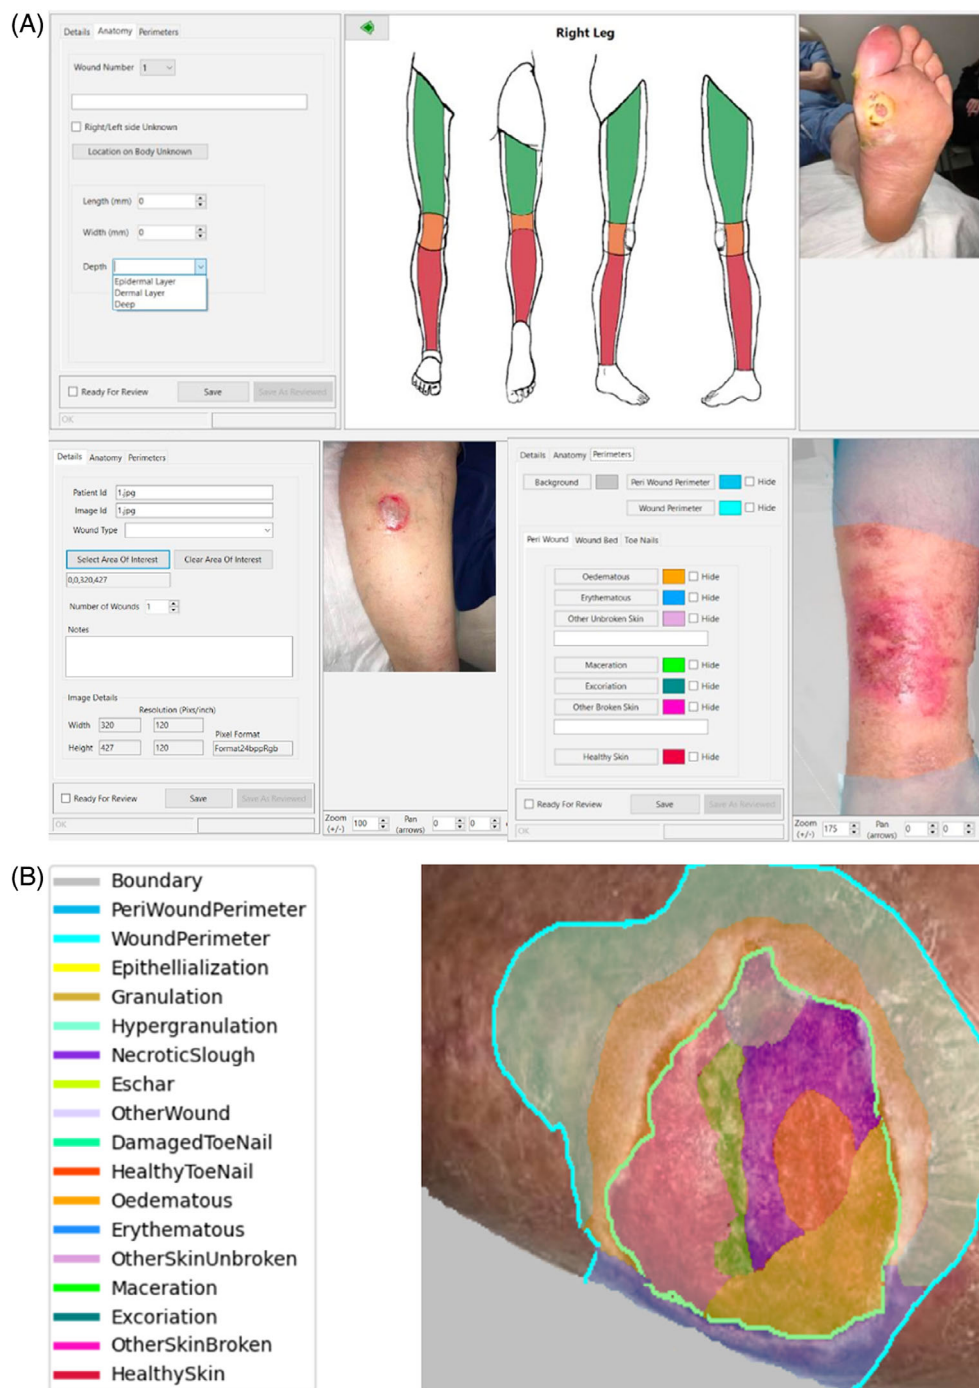 (A)
Details Anatomy Perimeters
Wound Number 1
Right/Left side Unknown
Location on Body Unknown
Length (mm) 0
Width (mm) 0
Depth
Epidermal Layer
Dermal Layer
Deep
Ready For Review Save Save As Reviewed
OK
Right Leg
Details Anatomy Perimeters
Patient Id 1.jpg
Image Id 1.jpg
Wound Type
Select Area Of Interest Clear Area Of Interest
0,0,320,427
Number of Wounds 1
Notes
Image Details
Resolution (Pixs/inch)
Width 320 120
Pixel Format
Height 427 120 Format24bppRgb
Ready For Review Save Save As Reviewed
OK
Zoom (+/-) 100 Pan (arrows) 0 0
Details Anatomy Perimeters
Background Peri Wound Perimeter Hide
Wound Perimeter Hide
Peri Wound Wound Bed Toe Nails
Oedematous Hide
Erythematous Hide
Other Unbroken Skin Hide
Maceration Hide
Excoriation Hide
Other Broken Skin Hide
Healthy Skin Hide
Ready For Review Save Save As Reviewed
OK
Zoom (+/-) 175 Pan (arrows) 0 0
(B)
Boundary
PeriWoundPerimeter
WoundPerimeter
Epithellialization
Granulation
Hypergranulation
NecroticSlough
Eschar
OtherWound
DamagedToeNail
HealthyToeNail
Oedematous
Erythematous
OtherSkinUnbroken
Maceration
Excoriation
OtherSkinBroken
HealthySkin